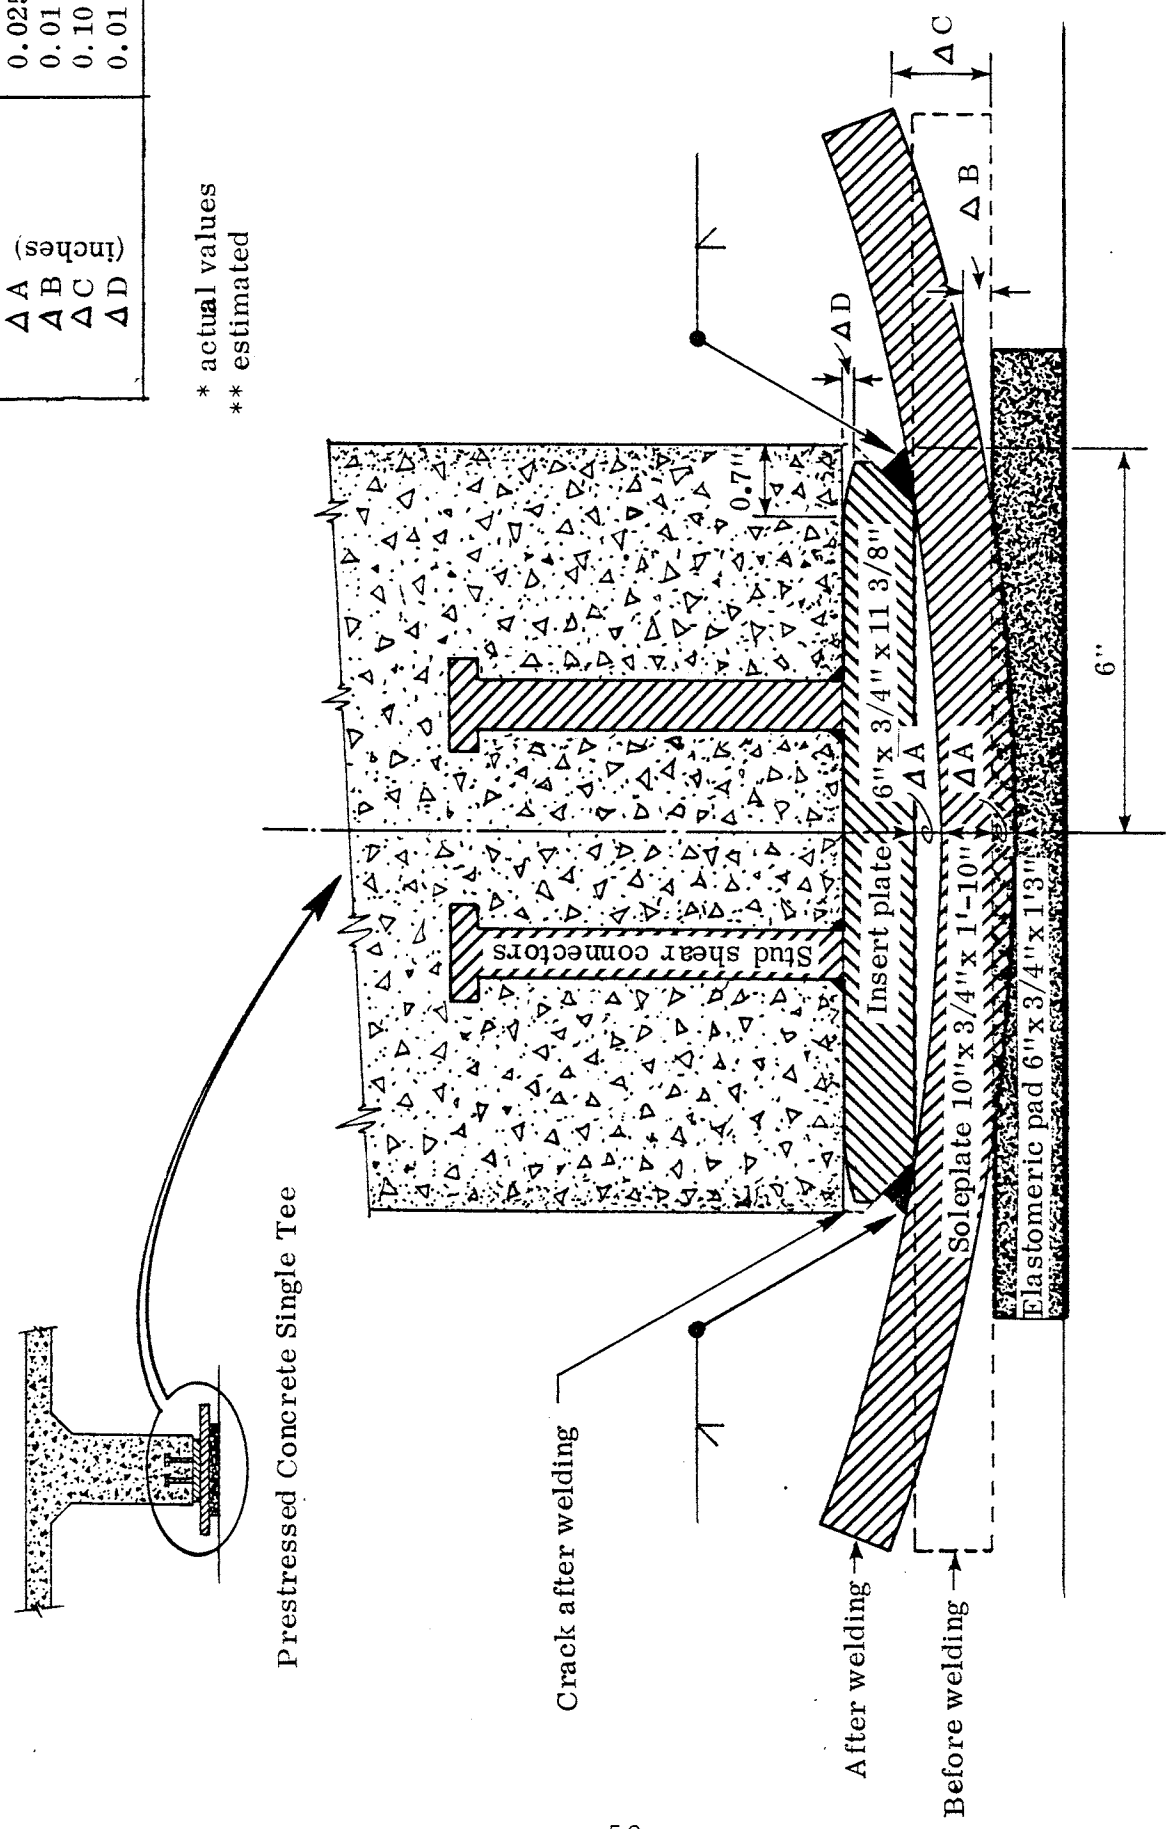 Δ A 0.025
Δ B 0.01
Δ C 0.10
Δ D 0.01
(inches)
* actual values
** estimated
Prestressed Concrete Single Tee
Stud shear connectors
0.7"
Δ D
Crack after welding
Insert plate 6" x 3/4" x 11 3/8"
Δ A
Δ A
Δ B
Δ C
After welding
Before welding
Soleplate 10" x 3/4" x 1'-10"
Elastomeric pad 6" x 3/4" x 1'3"
6"